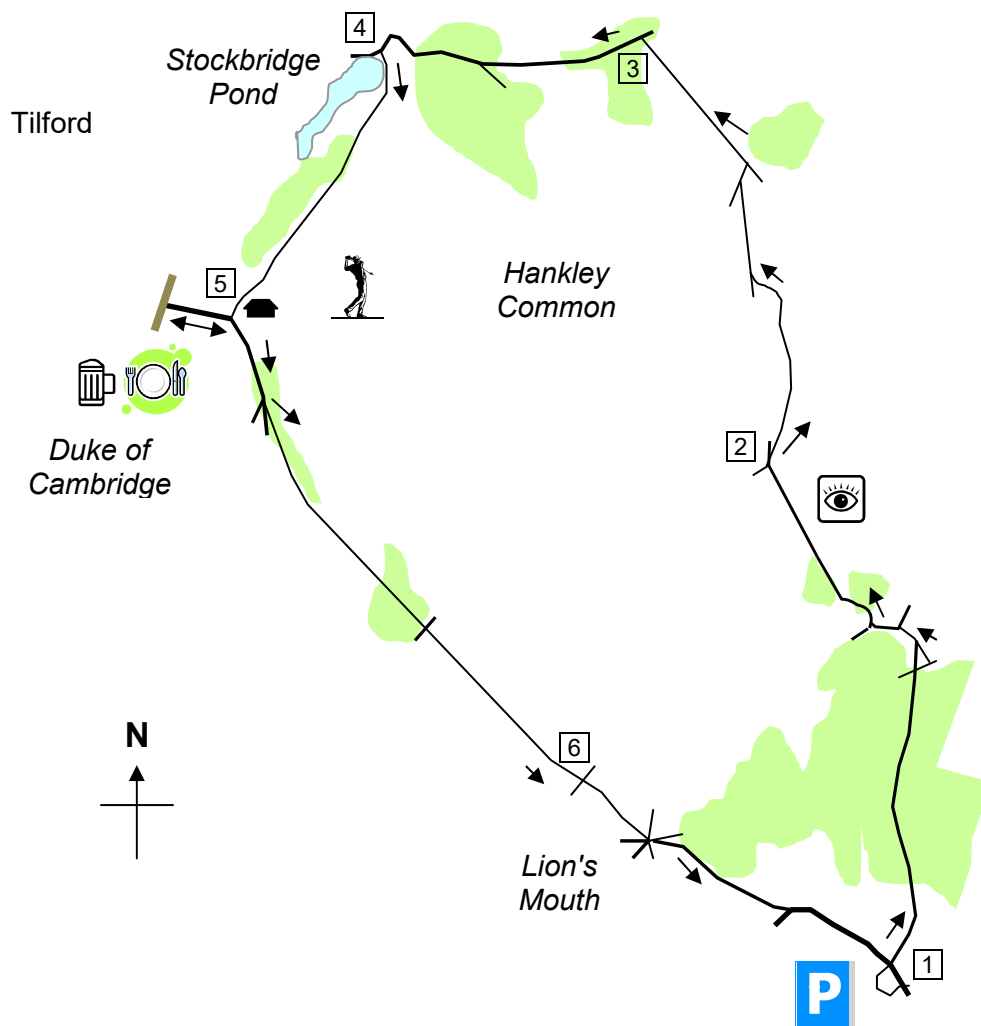 4
Stockbridge
Pond
3
Tilford
5
Hankley
Common
Duke of
Cambridge
2
N
6
Lion's
Mouth
1
P